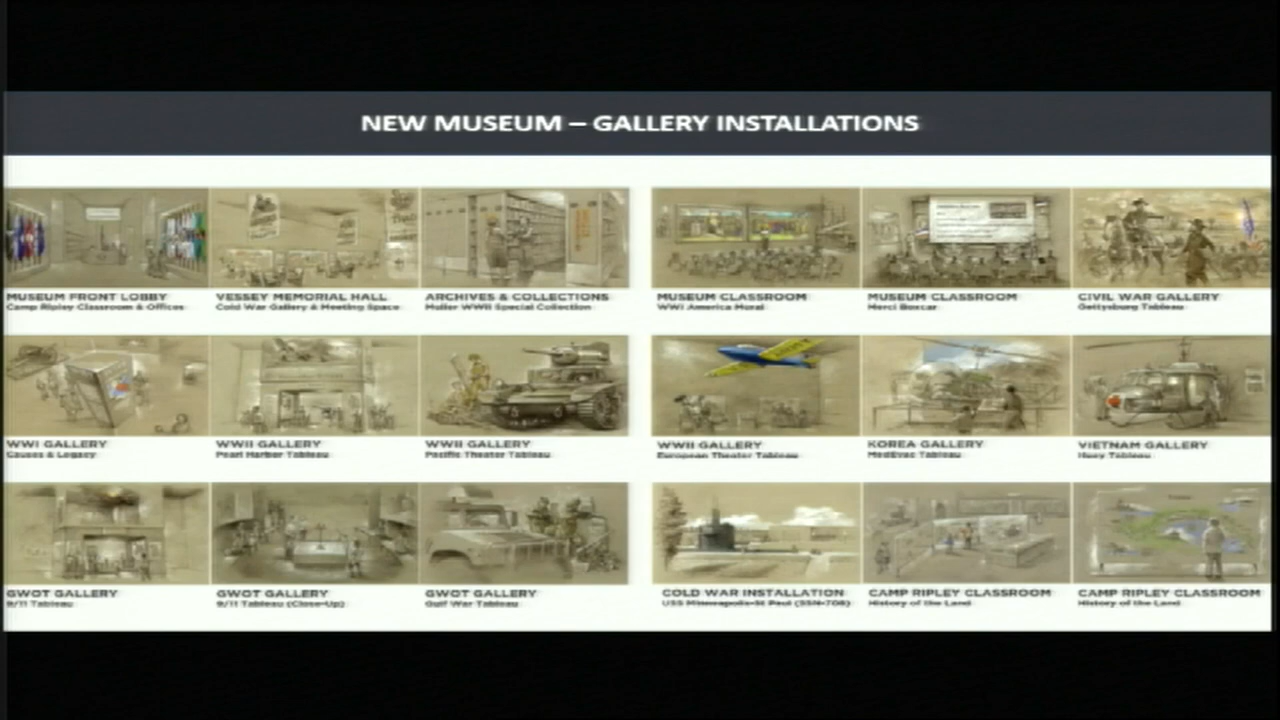 NEW MUSEUM – GALLERY INSTALLATIONS
MUSEUM FRONT LOBBY
Camp Ripley Classroom & Offices
VESSEY MEMORIAL HALL
Cold War Gallery & Meeting Space
ARCHIVES & COLLECTIONS
Muller WWII Special Collection
MUSEUM CLASSROOM
WWI America Mural
MUSEUM CLASSROOM
Merci Boxcar
CIVIL WAR GALLERY
Gettysburg Tableau
WWI GALLERY
Causes & Legacy
WWII GALLERY
Pearl Harbor Tableau
WWII GALLERY
Pacific Theater Tableau
WWII GALLERY
European Theater Tableau
KOREA GALLERY
MedEvac Tableau
VIETNAM GALLERY
Huey Tableau
GWOT GALLERY
9/11 Tableau
GWOT GALLERY
9/11 Tableau (Close-Up)
GWOT GALLERY
Gulf War Tableau
COLD WAR INSTALLATION
USS Minneapolis-St Paul (SSN-708)
CAMP RIPLEY CLASSROOM
History of the Land
CAMP RIPLEY CLASSROOM
History of the Land